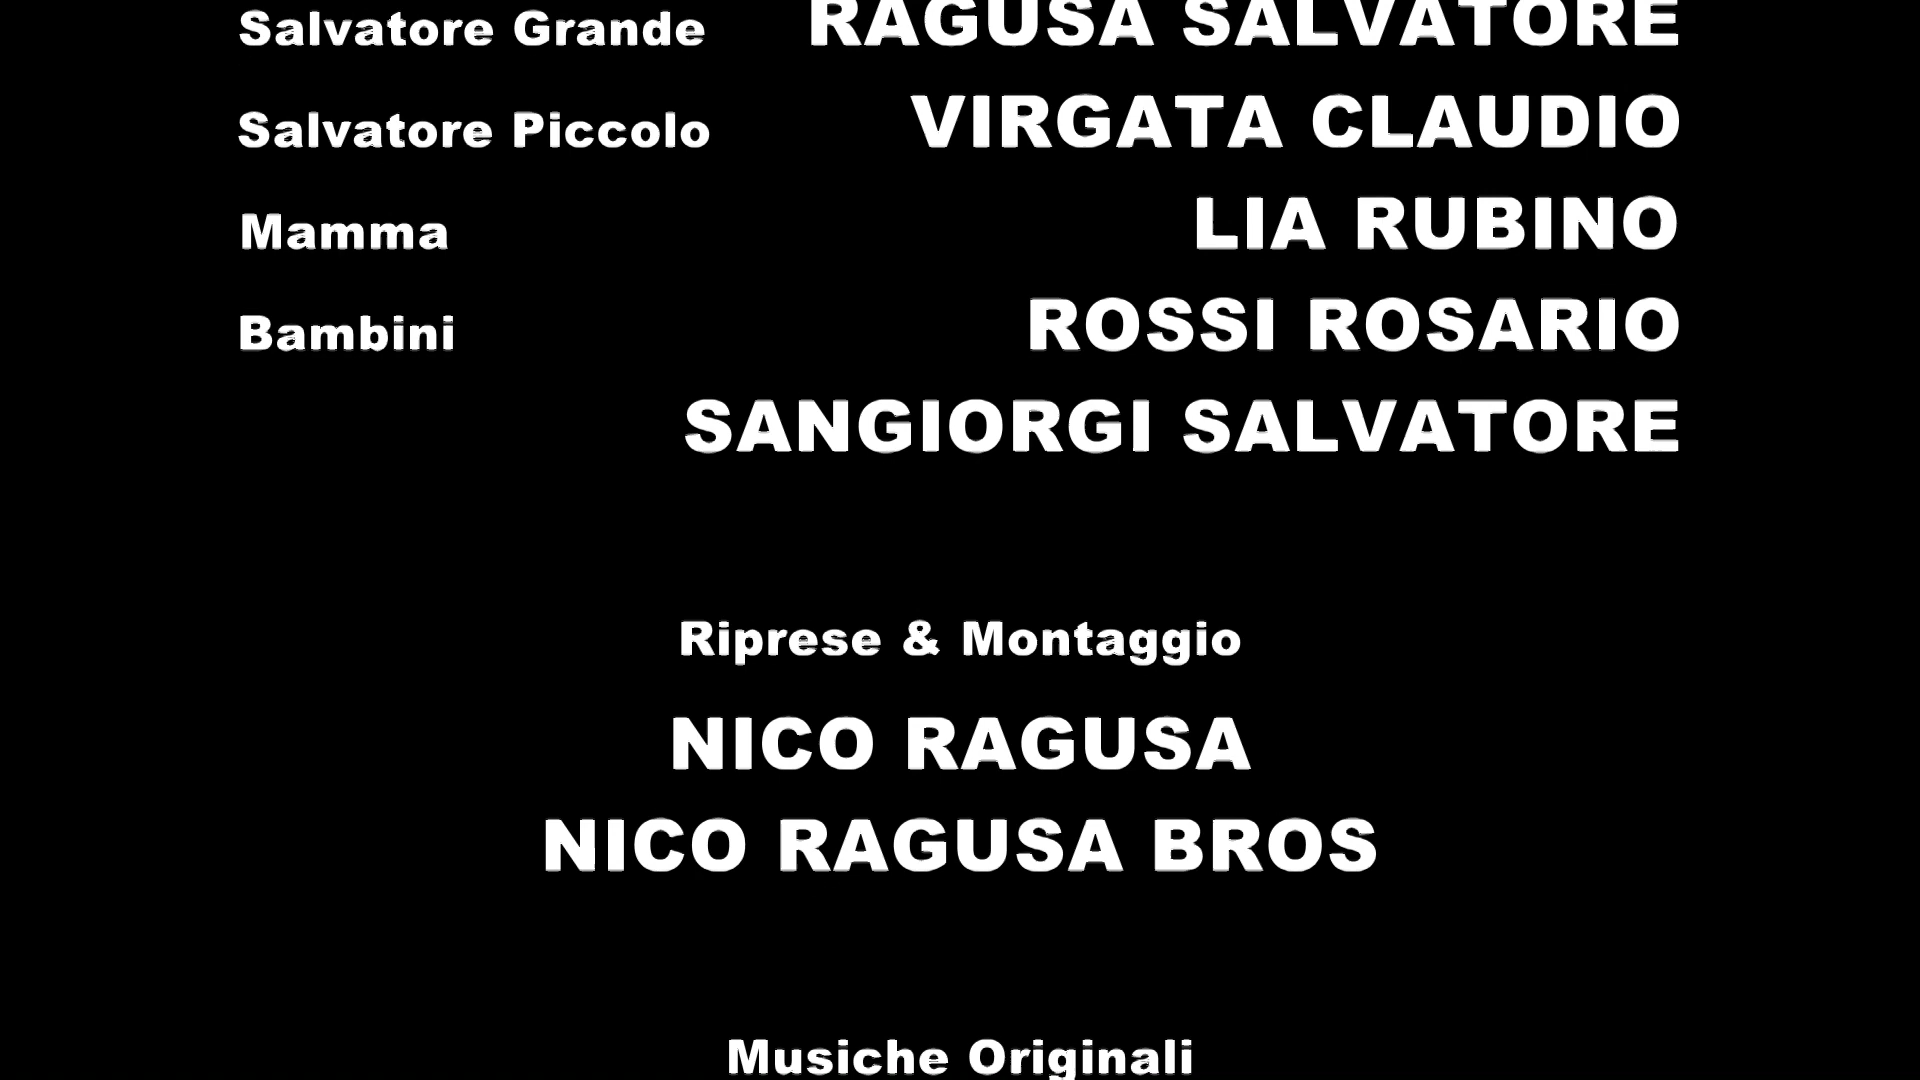 Salvatore Grande RAGUSA SALVATORE
Salvatore Piccolo VIRGATA CLAUDIO
Mamma LIA RUBINO
Bambini ROSSI ROSARIO
SANGIORGI SALVATORE
Riprese & Montaggio
NICO RAGUSA
NICO RAGUSA BROS
Musiche Originali